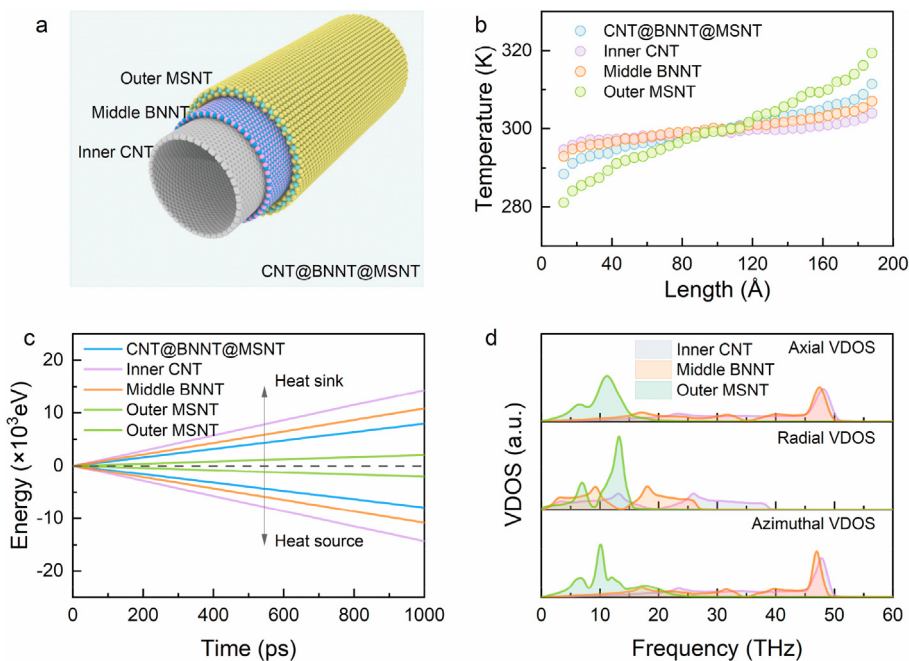 a
Outer MSNT
Middle BNNT
Inner CNT
CNT@BNNT@MSNT
b
Temperature (K)
320
300
280
CNT@BNNT@MSNT
Inner CNT
Middle BNNT
Outer MSNT
0 40 80 120 160 200
Length (Å)
c
Energy (×10³eV)
20
10
0
-10
-20
CNT@BNNT@MSNT
Inner CNT
Middle BNNT
Outer MSNT
Outer MSNT
Heat sink
Heat source
0 200 400 600 800 1000
Time (ps)
d
VDOS (a.u.)
Inner CNT
Middle BNNT
Outer MSNT
Axial VDOS
Radial VDOS
Azimuthal VDOS
0 10 20 30 40 50 60
Frequency (THz)